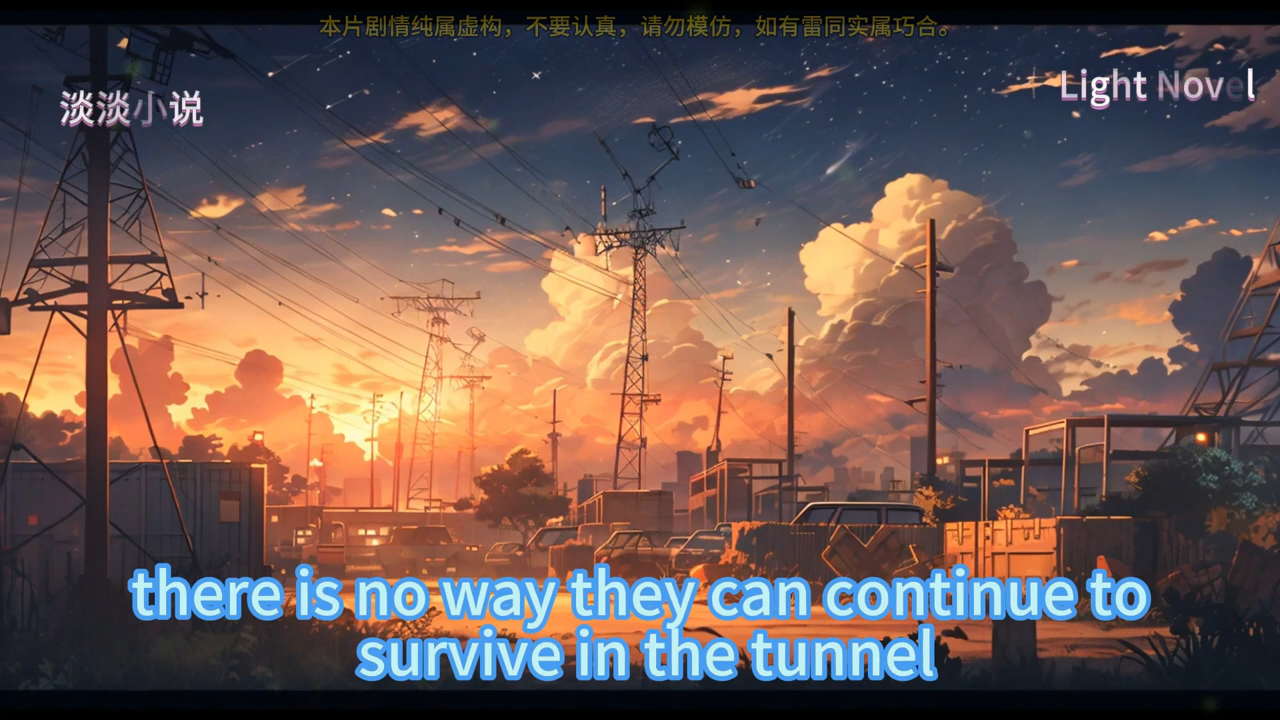 本片剧情纯属虚构，不要认真，请勿模仿，如有雷同实属巧合。
淡淡小说
Light Novel
there is no way they can continue to
survive in the tunnel